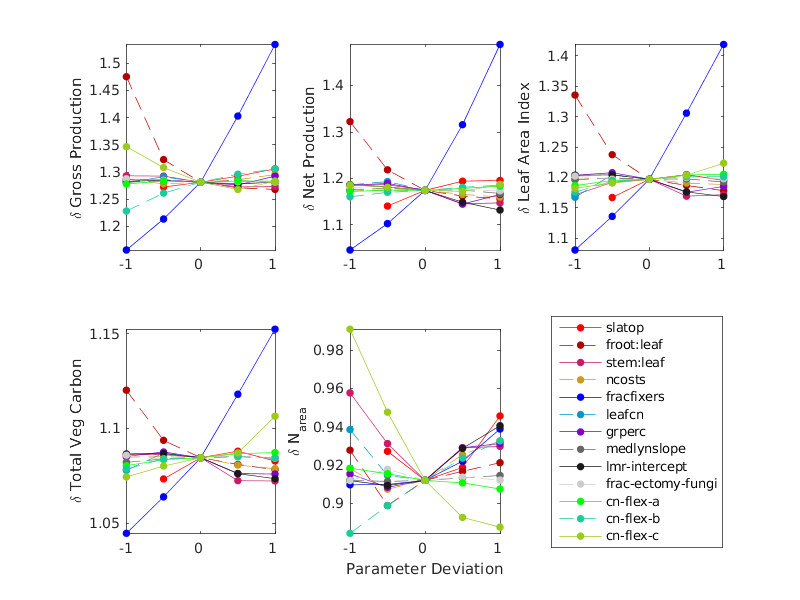 δ Gross Production
1.5
1.45
1.4
1.35
1.3
1.25
1.2
-1 0 1
δ Net Production
1.4
1.3
1.2
1.1
-1 0 1
δ Leaf Area Index
1.4
1.35
1.3
1.25
1.2
1.15
1.1
-1 0 1
δ Total Veg Carbon
1.15
1.1
1.05
-1 0 1
δ N_area
0.98
0.96
0.94
0.92
0.9
-1 0 1
Parameter Deviation
slatop
froot:leaf
stem:leaf
ncosts
fracfixers
leafcn
grperc
medlynslope
lmr-intercept
frac-ectomy-fungi
cn-flex-a
cn-flex-b
cn-flex-c